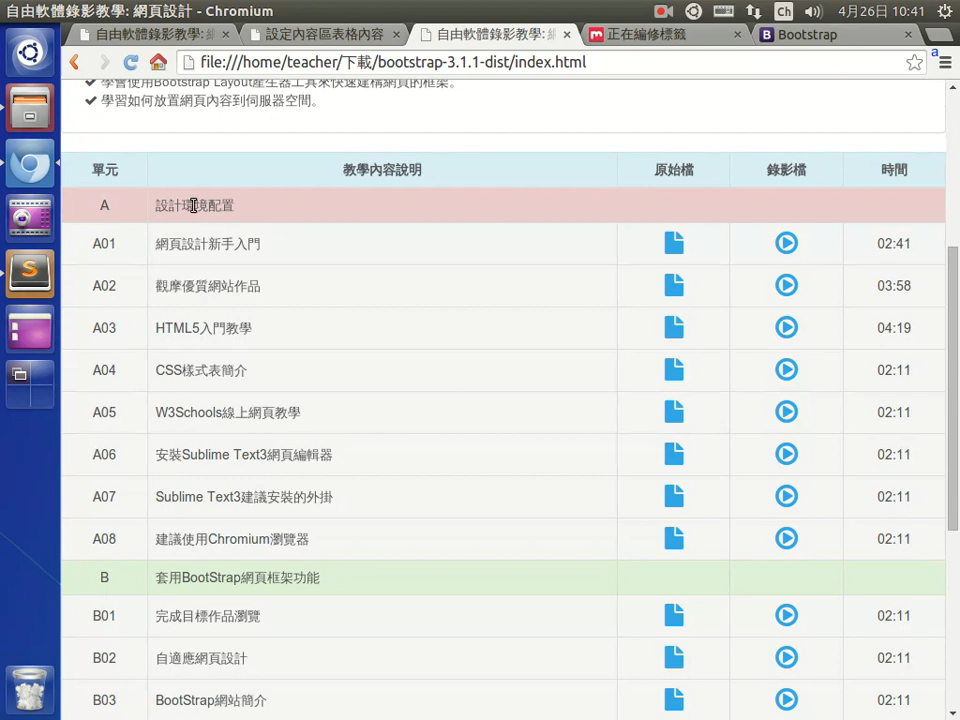 自由軟體錄影教學: 網頁設計 - Chromium
Ch
4月26日 10:41
自由軟體錄影教學: 
設定內容區表格內容
自由軟體錄影教學: 
正在編修標籤
Bootstrap
file:///home/teacher/下載/bootstrap-3.1.1-dist/index.html
a
學會使用Bootstrap Layout產生器工具來快速建構網頁的框架。
學習如何放置網頁內容到伺服器空間。
單元 教學內容說明 原始檔 錄影檔 時間
A 設計環境配置
A01 網頁設計新手入門 02:41
A02 觀摩優質網站作品 03:58
A03 HTML5入門教學 04:19
A04 CSS樣式表簡介 02:11
A05 W3Schools線上網頁教學 02:11
A06 安裝Sublime Text3網頁編輯器 02:11
A07 Sublime Text3建議安裝的外掛 02:11
A08 建議使用Chromium瀏覽器 02:11
B 套用BootStrap網頁框架功能
B01 完成目標作品瀏覽 02:11
B02 自適應網頁設計 02:11
B03 BootStrap網站簡介 02:11